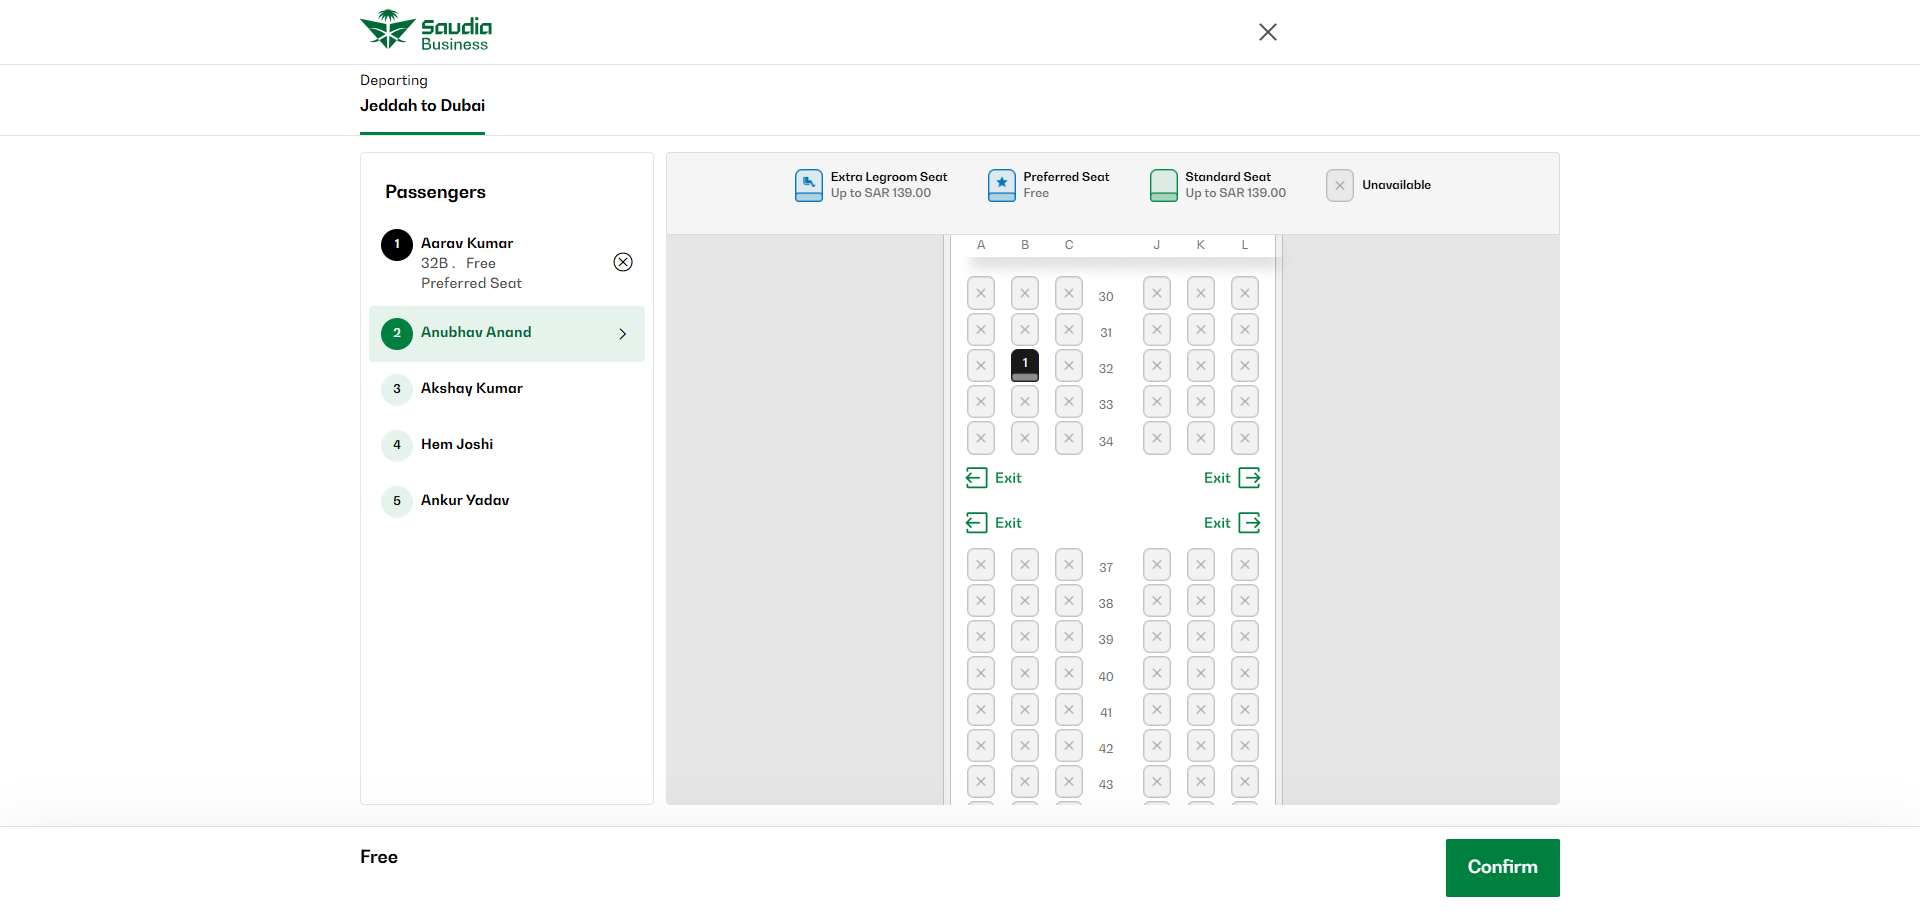 Saudia
Business
Departing
Jeddah to Dubai
Passengers
1 Aarav Kumar
32B . Free
Preferred Seat
2 Anubhav Anand
3 Akshay Kumar
4 Hem Joshi
5 Ankur Yadav
Extra Legroom Seat
Up to SAR 139.00
Preferred Seat
Free
Standard Seat
Up to SAR 139.00
Unavailable
A B C J K L
30
31
1 32
33
34
Exit Exit
Exit Exit
37
38
39
40
41
42
43
Free
Confirm